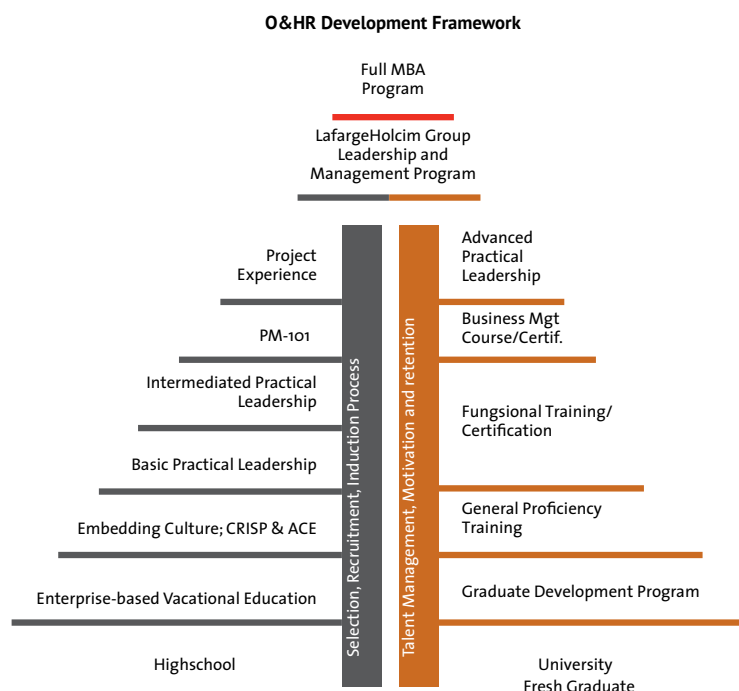 O&HR Development Framework
Full MBA
Program
LafargeHolcim Group
Leadership and
Management Program
Project
Experience
PM-101
Intermediated Practical
Leadership
Basic Practical Leadership
Embedding Culture; CRISP & ACE
Enterprise-based Vacational Education
Highschool
Selection, Recruitment, Induction Process
Talent Management, Motivation and retention
Advanced
Practical
Leadership
Business Mgt
Course/Certif.
Fungsional Training/
Certification
General Proficiency
Training
Graduate Development Program
University
Fresh Graduate